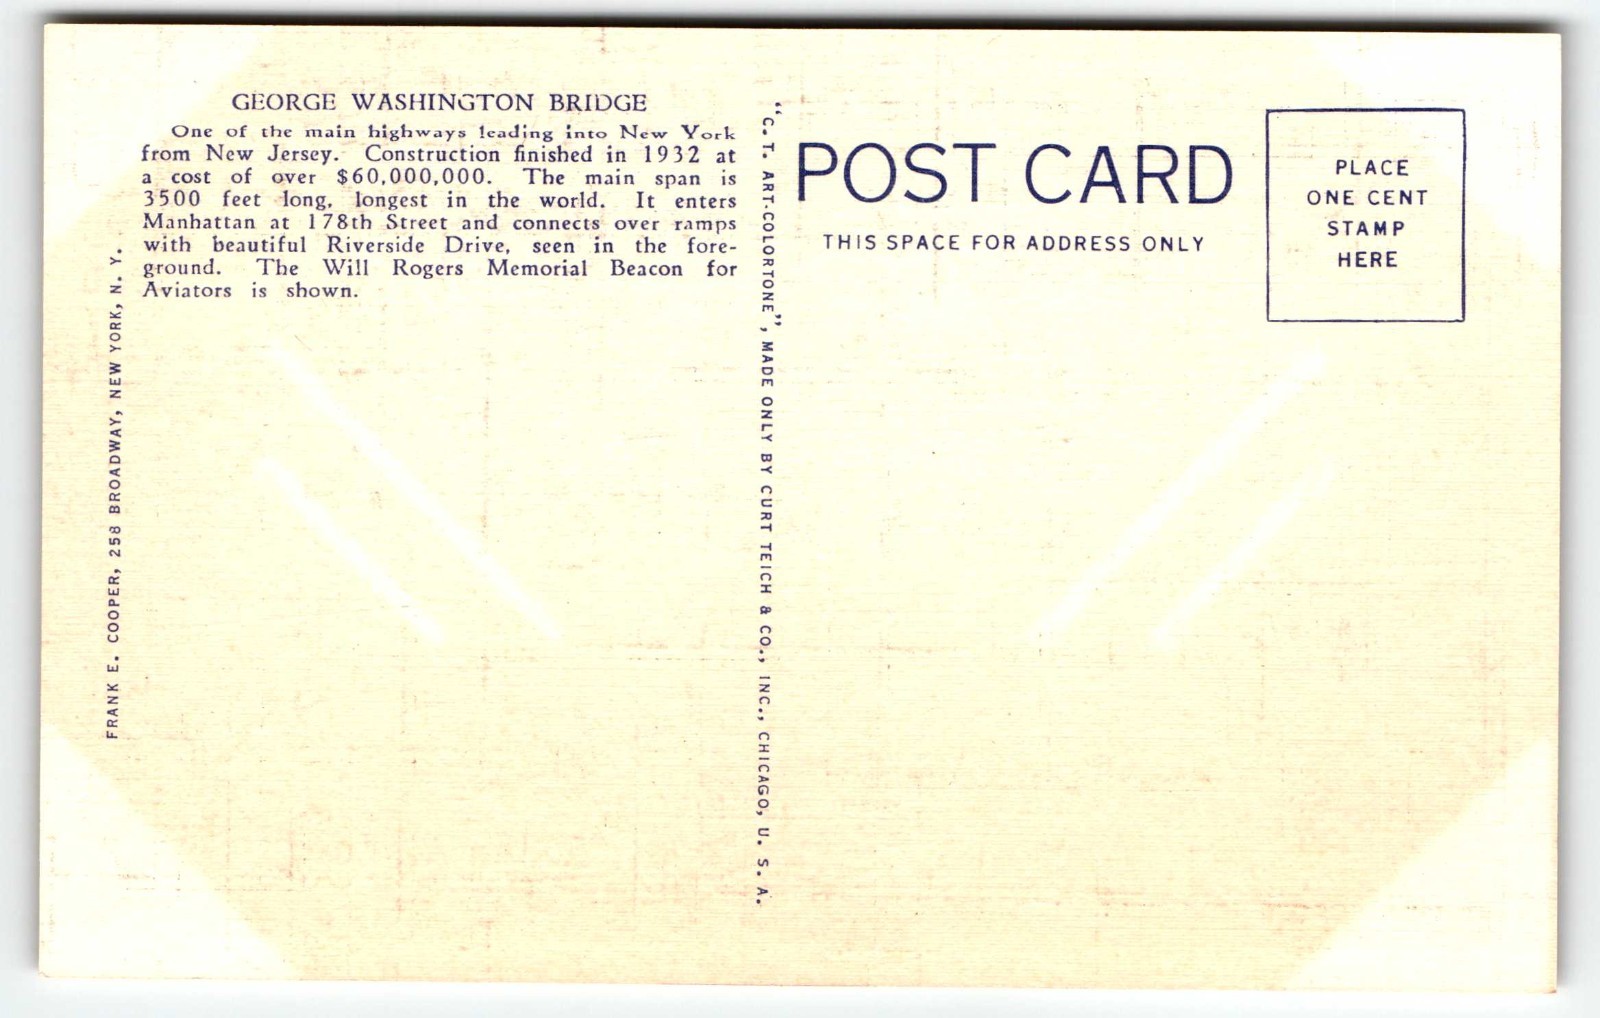 GEORGE WASHINGTON BRIDGE
One of the main highways leading into New York
from New Jersey. Construction finished in 1932 at
a cost of over $60,000,000. The main span is
3500 feet long, longest in the world. It enters
Manhattan at 178th Street and connects over ramps
with beautiful Riverside Drive, seen in the fore-
ground. The Will Rogers Memorial Beacon for
Aviators is shown.
FRANK E. COOPER, 258 BROADWAY, NEW YORK, N. Y.
"C. T. ART-COLORTONE", MADE ONLY BY CURT TEICH & CO., INC., CHICAGO, U. S. A.
POST CARD
THIS SPACE FOR ADDRESS ONLY
PLACE
ONE CENT
STAMP
HERE